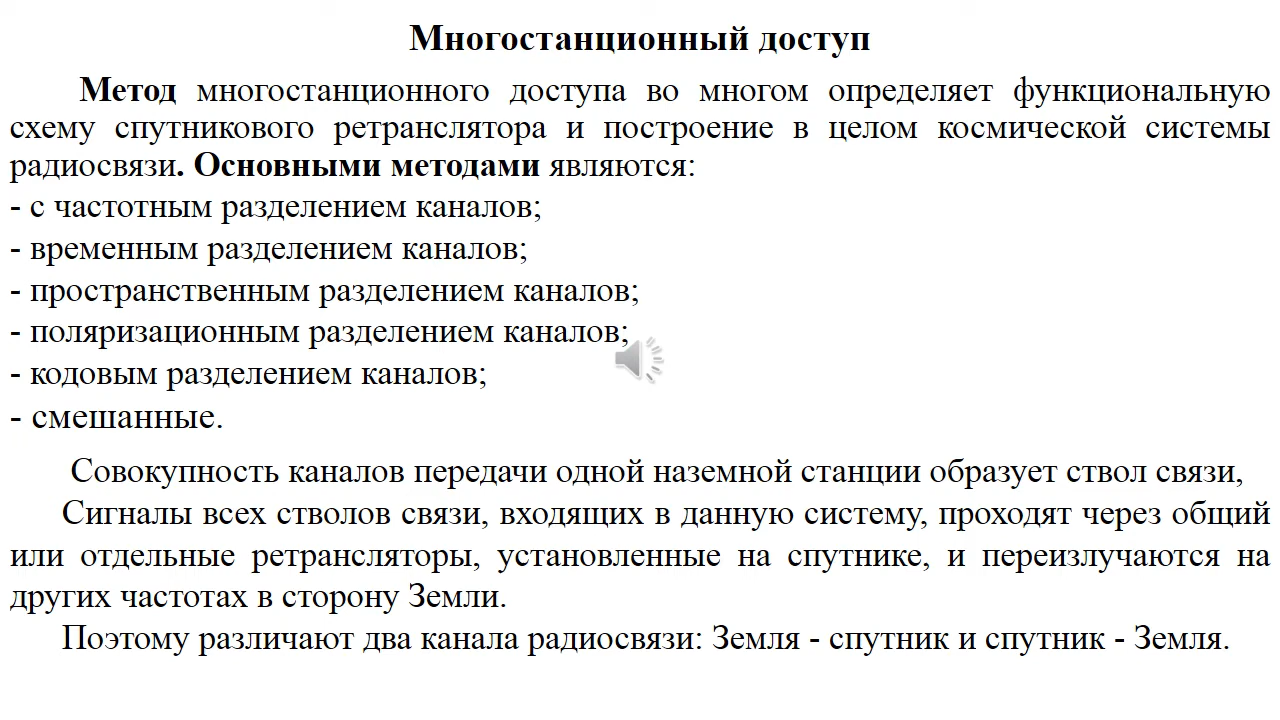 Многостанционный доступ
Метод многостанционного доступа во многом определяет функциональную
схему спутникового ретранслятора и построение в целом космической системы
радиосвязи. Основными методами являются:
- с частотным разделением каналов;
- временным разделением каналов;
- пространственным разделением каналов;
- поляризационным разделением каналов;
- кодовым разделением каналов;
- смешанные.
Совокупность каналов передачи одной наземной станции образует ствол связи,
Сигналы всех стволов связи, входящих в данную систему, проходят через общий
или отдельные ретрансляторы, установленные на спутнике, и переизлучаются на
других частотах в сторону Земли.
Поэтому различают два канала радиосвязи: Земля - спутник и спутник - Земля.